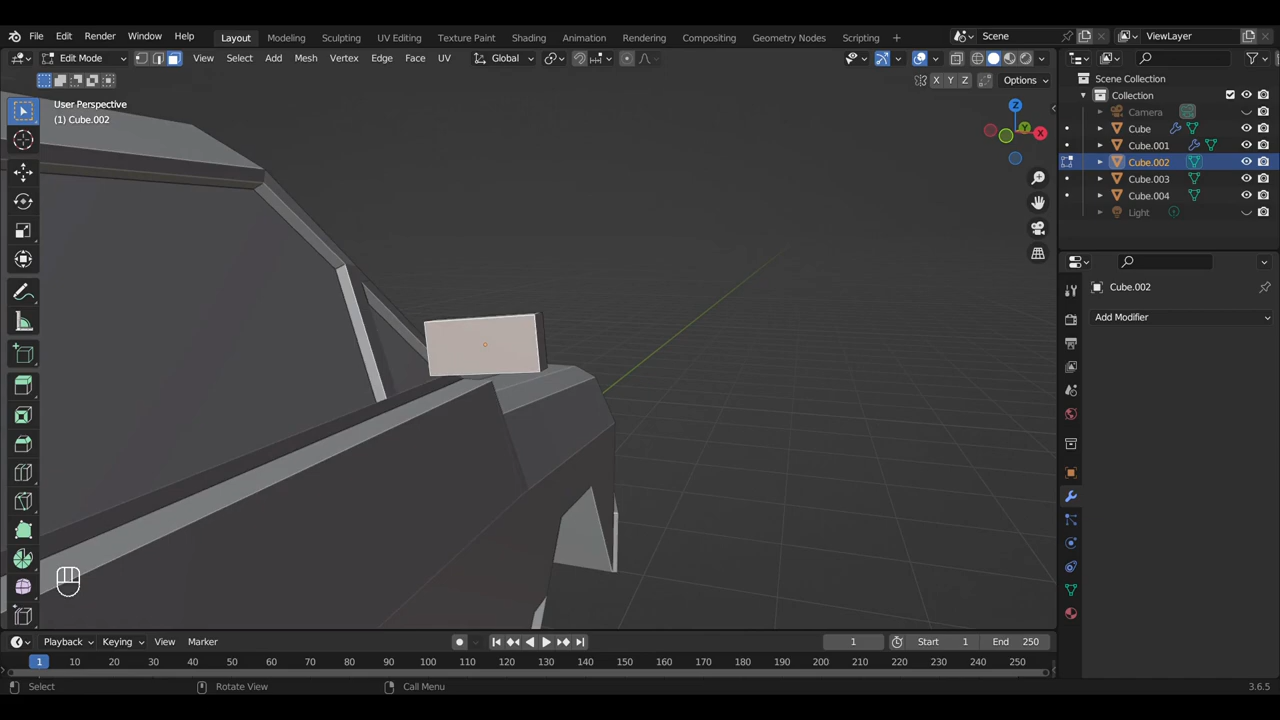 File Edit Render Window Help Layout Modeling Sculpting UV Editing Texture Paint Shading Animation Rendering Compositing Geometry Nodes Scripting Scene ViewLayer
Edit Mode View Select Add Mesh Vertex Edge Face UV Global
X Y Z Options
User Perspective
(1) Cube.002
Z
Y
X
Scene Collection
Collection
Camera
Cube
Cube.001
Cube.002
Cube.003
Cube.004
Light
Cube.002
Add Modifier
Playback Keying View Marker 1 Start 1 End 250
1 10 20 30 40 50 60 70 80 90 100 110 120 130 140 150 160 170 180 190 200 210 220 230 240 250
Select Rotate View Call Menu 3.6.5